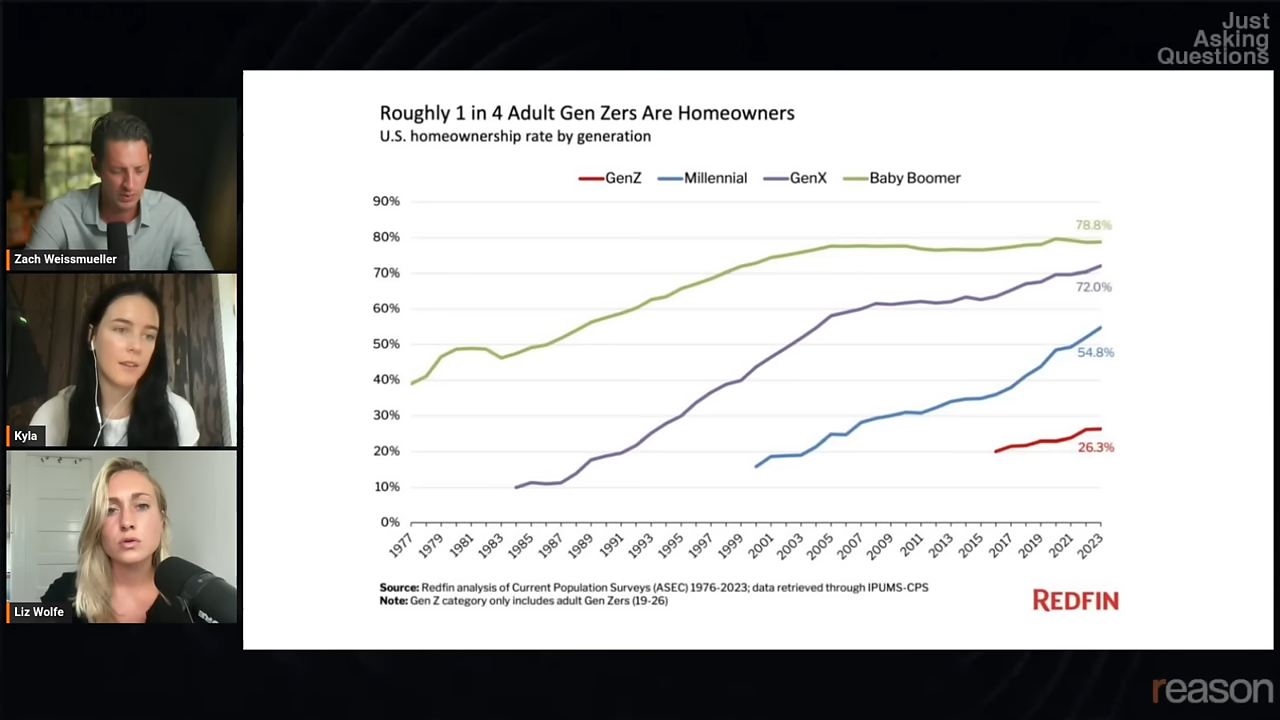 Just
Asking
Questions
Zach Weissmueller
Kyla
Liz Wolfe
Roughly 1 in 4 Adult Gen Zers Are Homeowners
U.S. homeownership rate by generation
GenZ Millennial GenX Baby Boomer
90%
80%
70%
60%
50%
40%
30%
20%
10%
0%
78.8%
72.0%
54.8%
26.3%
1977 1979 1981 1983 1985 1987 1989 1991 1993 1995 1997 1999 2001 2003 2005 2007 2009 2011 2013 2015 2017 2019 2021 2023
Source: Redfin analysis of Current Population Surveys (ASEC) 1976-2023; data retrieved through IPUMS-CPS
Note: Gen Z category only includes adult Gen Zers (19-26)
REDFIN
reason